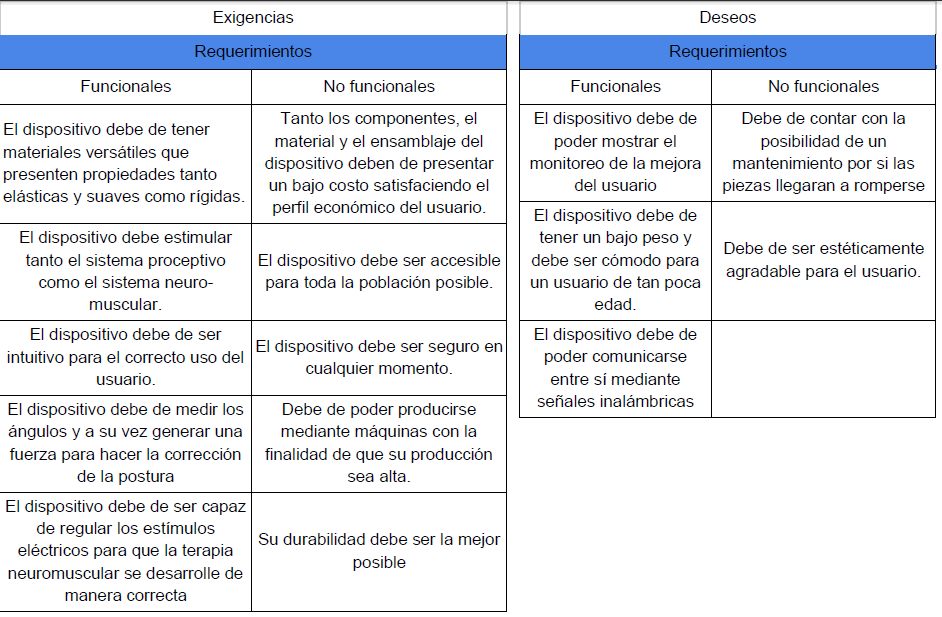 Exigencias
Requerimientos
Funcionales
No funcionales
El dispositivo debe de tener
materiales versátiles que
presenten propiedades tanto
elásticas y suaves como rígidas.
Tanto los componentes, el
material y el ensamblaje del
dispositivo deben de presentar
un bajo costo satisfaciendo el
perfil económico del usuario.
El dispositivo debe estimular
tanto el sistema proceptivo
como el sistema neuro-
muscular.
El dispositivo debe ser accesible
para toda la población posible.
El dispositivo debe de ser
intuitivo para el correcto uso del
usuario.
El dispositivo debe ser seguro en
cualquier momento.
El dispositivo debe de medir los
ángulos y a su vez generar una
fuerza para hacer la corrección
de la postura
Debe de poder producirse
mediante máquinas con la
finalidad de que su producción
sea alta.
El dispositivo debe de ser capaz
de regular los estímulos
eléctricos para que la terapia
neuromuscular se desarrolle de
manera correcta
Su durabilidad debe ser la mejor
posible
Deseos
Requerimientos
Funcionales
No funcionales
El dispositivo debe de
poder mostrar el
monitoreo de la mejora
del usuario
Debe de contar con la
posibilidad de un
mantenimiento por si las
piezas llegaran a romperse
El dispositivo debe de
tener un bajo peso y
debe ser cómodo para
un usuario de tan poca
edad.
Debe de ser estéticamente
agradable para el usuario.
El dispositivo debe de
poder comunicarse
entre sí mediante
señales inalámbricas